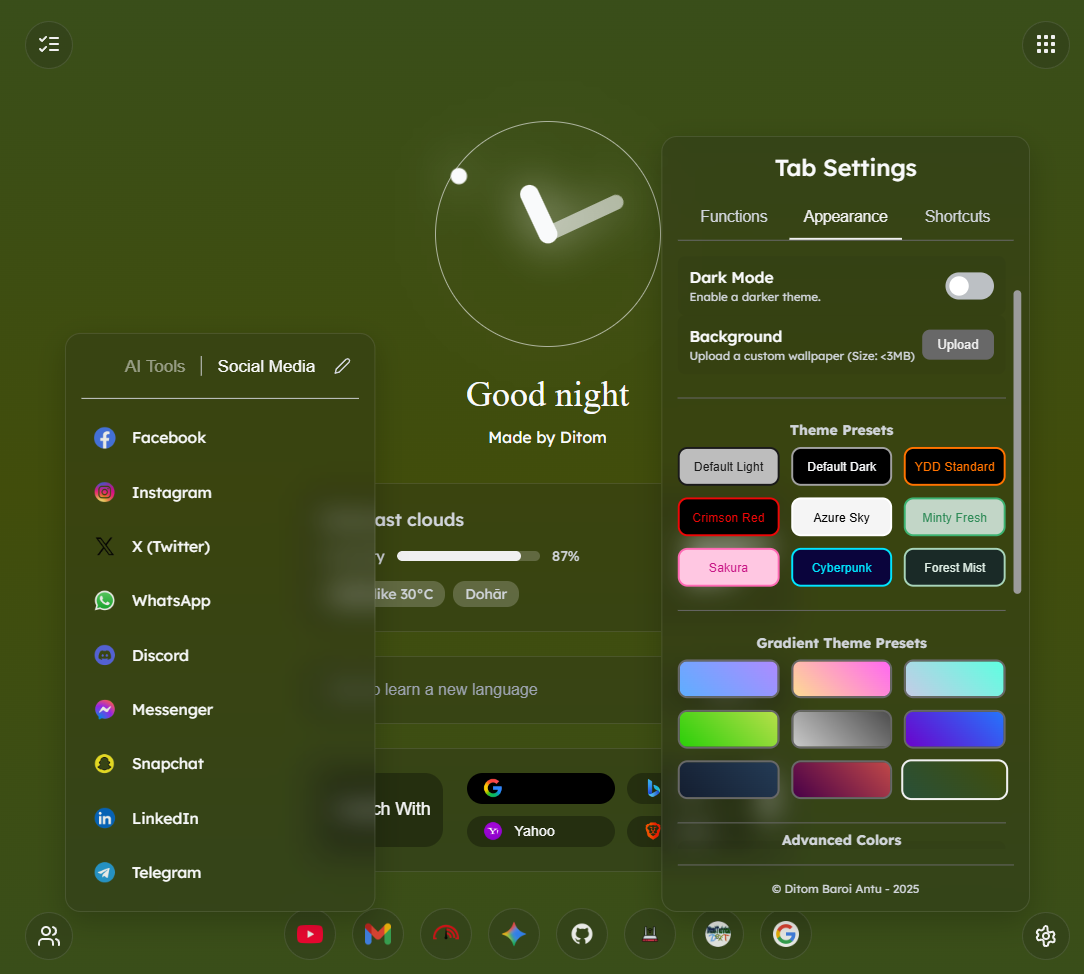 Good night
Made by Ditom
AI Tools
Social Media
Facebook
Instagram
X (Twitter)
WhatsApp
Discord
Messenger
Snapchat
LinkedIn
Telegram
clouds
87%
30°C
Dohār
learn a new language
With
Yahoo
Tab Settings
Functions
Appearance
Shortcuts
Dark Mode
Enable a darker theme.
Background
Upload a custom wallpaper (Size: <3MB)
Upload
Theme Presets
Default Light
Default Dark
YDD Standard
Crimson Red
Azure Sky
Minty Fresh
Sakura
Cyberpunk
Forest Mist
Gradient Theme Presets
Advanced Colors
© Ditom Baroi Antu - 2025